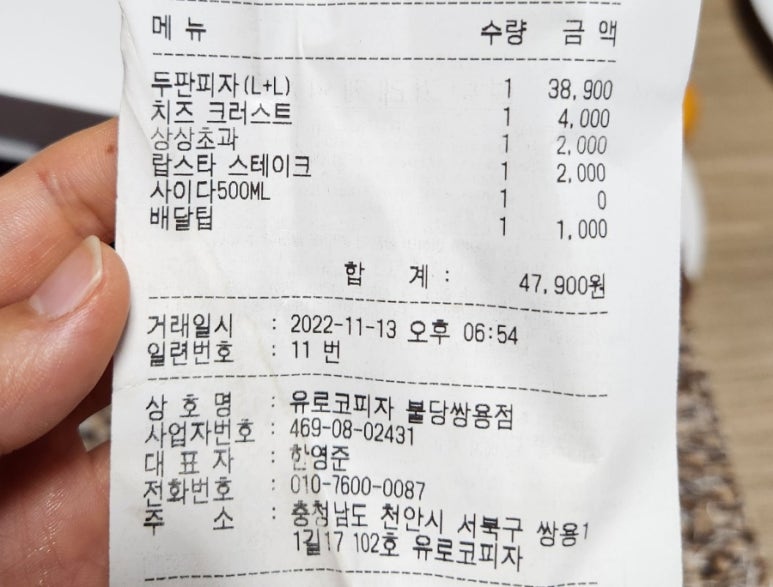 메 뉴 수량 금 액
두판피자(L+L) 1 38,900
치즈 크러스트 1 4,000
상상초과 1 2,000
랍스타 스테이크 1 2,000
사이다500ML 1 0
배달팁 1 1,000
합 계 : 47,900원
거래일시 : 2022-11-13 오후 06:54
일련번호 : 11 번
상 호 명 : 유로코피자 불당쌍용점
사업자번호 : 469-08-02431
대 표 자 : 한영준
전화번호 : 010-7600-0087
주 소 : 충청남도 천안시 서북구 쌍용1
1길17 102호 유로코피자